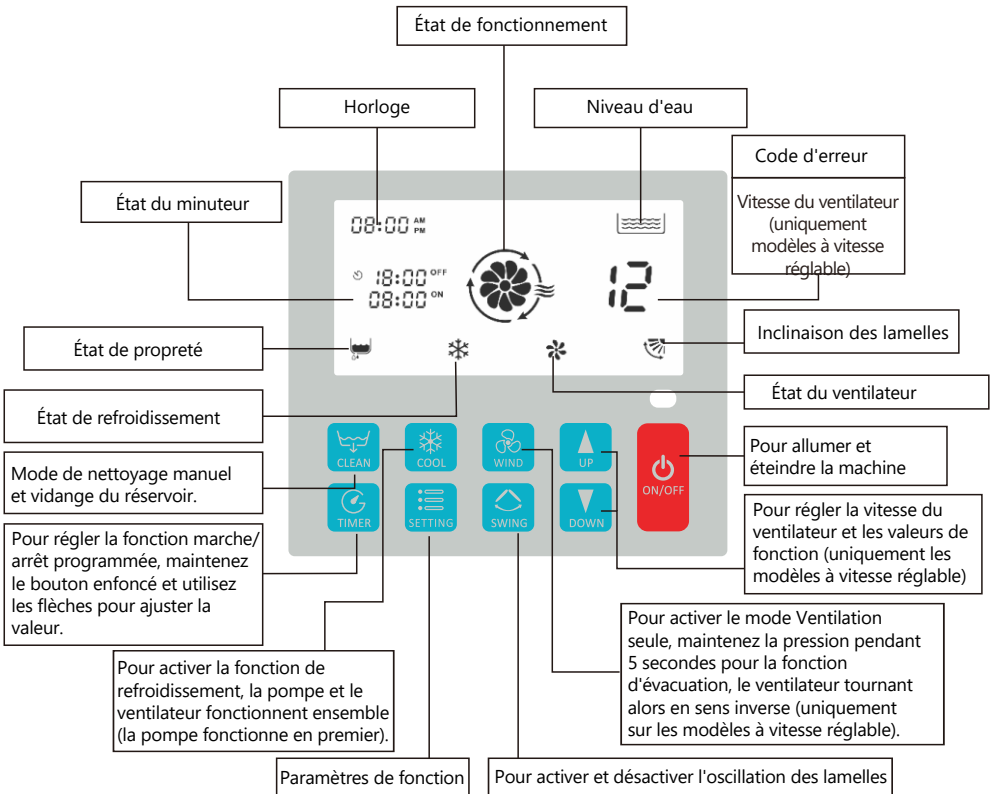 État de fonctionnement
Horloge
Niveau d'eau
Code d'erreur
Vitesse du ventilateur
(uniquement
modèles à vitesse
réglable)
État du minuteur
08:00 AM
PM
18:00 OFF
08:00 ON
12
État de propreté
Inclinaison des lamelles
État du ventilateur
État de refroidissement
CLEAN
COOL
WIND
UP
ON/OFF
TIMER
SETTING
SWING
DOWN
Pour allumer et
éteindre la machine
Mode de nettoyage manuel
et vidange du réservoir.
Pour régler la vitesse du
ventilateur et les valeurs de
fonction (uniquement les
modèles à vitesse réglable)
Pour régler la fonction marche/
arrêt programmée, maintenez
le bouton enfoncé et utilisez
les flèches pour ajuster la
valeur.
Pour activer le mode Ventilation
seule, maintenez la pression pendant
5 secondes pour la fonction
d'évacuation, le ventilateur tournant
alors en sens inverse (uniquement
sur les modèles à vitesse réglable).
Pour activer la fonction de
refroidissement, la pompe et le
ventilateur fonctionnent ensemble
(la pompe fonctionne en premier).
Paramètres de fonction
Pour activer et désactiver l'oscillation des lamelles